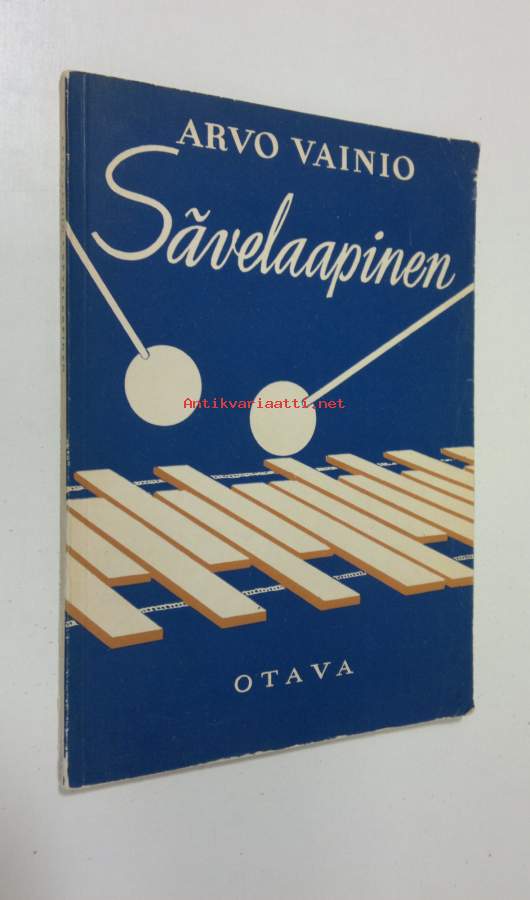 ARVO VAINIO
Sävelaapinen
Antikvariaatti.net
OTAVA